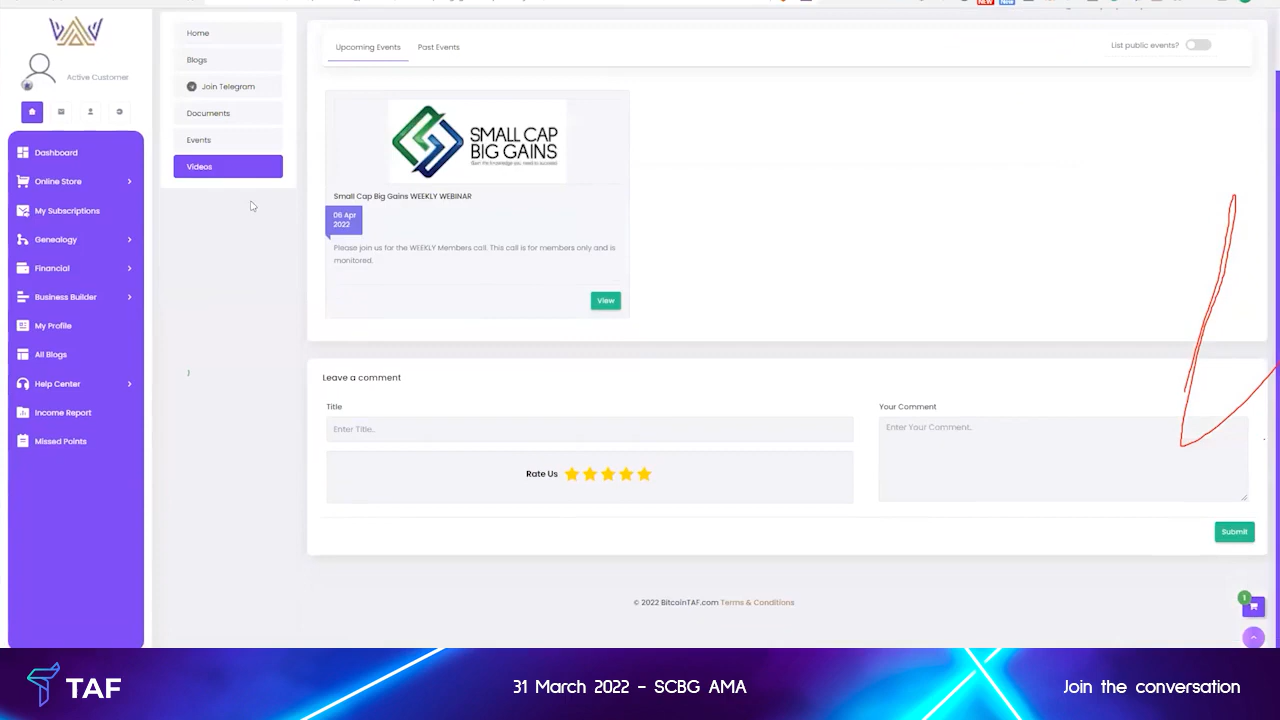 Active Customer
Dashboard
Online Store
My Subscriptions
Genealogy
Financial
Business Builder
My Profile
All Blogs
Help Center
Income Report
Missed Points
Home
Blogs
Join Telegram
Documents
Events
Videos
Upcoming Events Past Events
List public events?
SMALL CAP
BIG GAINS
Small Cap Big Gains WEEKLY WEBINAR
06 Apr
2022
Please join us for the WEEKLY Members call. This call is for members only and is
monitored.
View
Leave a comment
Title
Enter Title..
Rate Us
Your Comment
Enter Your Comment..
Submit
© 2022 BitcoinTAF.com Terms & Conditions
1
TAF
31 March 2022 - SCBG AMA
Join the conversation